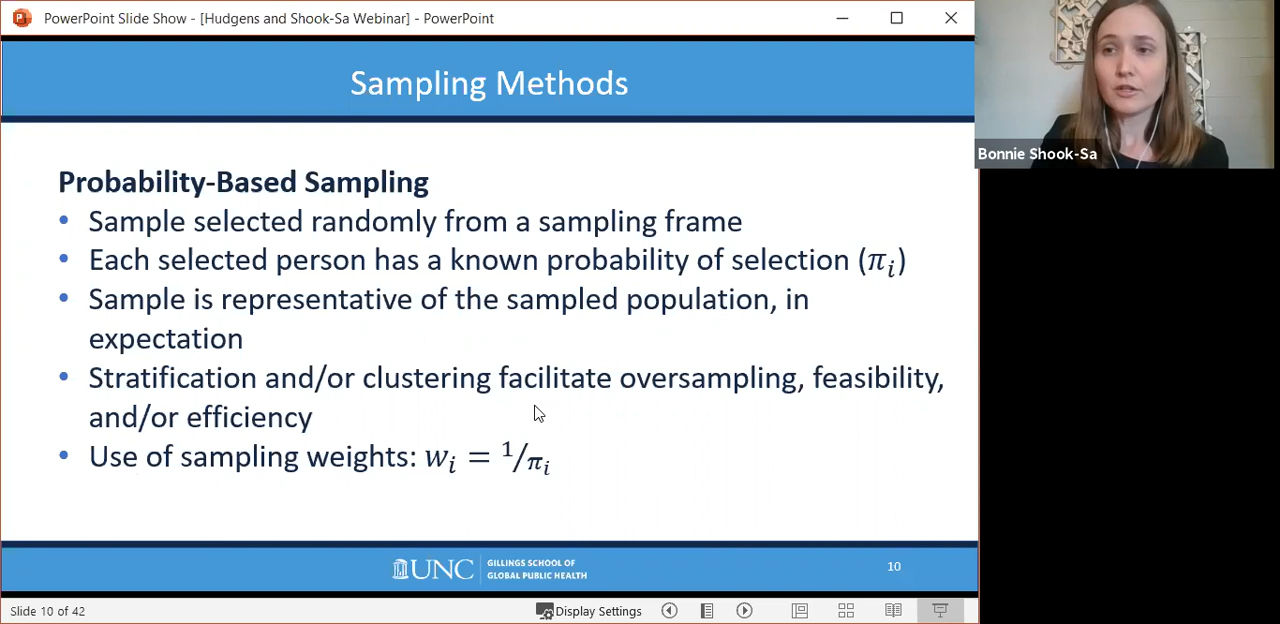 PowerPoint Slide Show - [Hudgens and Shook-Sa Webinar] - PowerPoint
Sampling Methods
Bonnie Shook-Sa
Probability-Based Sampling
• Sample selected randomly from a sampling frame
• Each selected person has a known probability of selection (πᵢ)
• Sample is representative of the sampled population, in
expectation
• Stratification and/or clustering facilitate oversampling, feasibility,
and/or efficiency
• Use of sampling weights: wᵢ = 1/πᵢ
UNC
GILLINGS SCHOOL OF
GLOBAL PUBLIC HEALTH
10
Slide 10 of 42
Display Settings